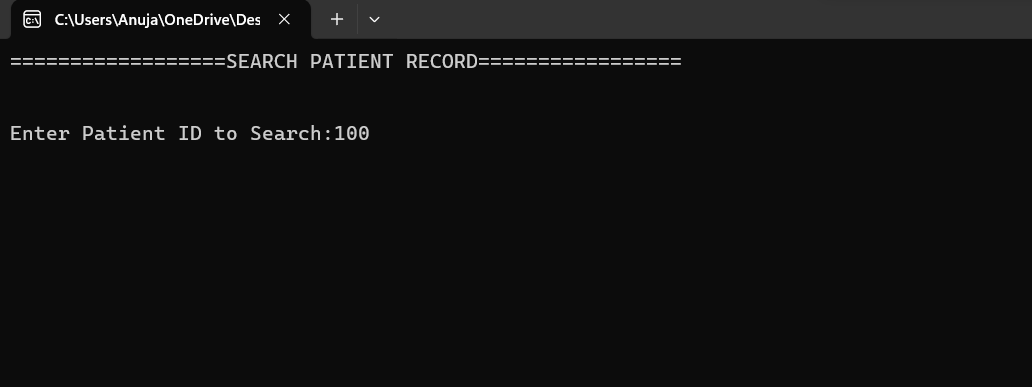 C:\Users\Anuja\OneDrive\Des
==================SEARCH PATIENT RECORD=================
Enter Patient ID to Search:100